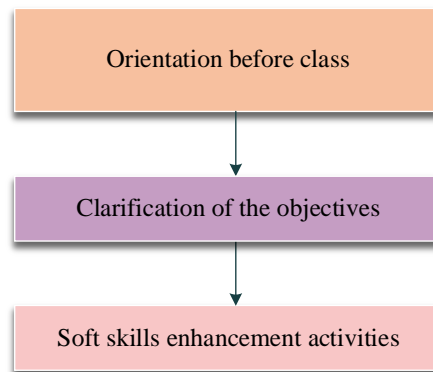 Orientation before class
Clarification of the objectives
Soft skills enhancement activities